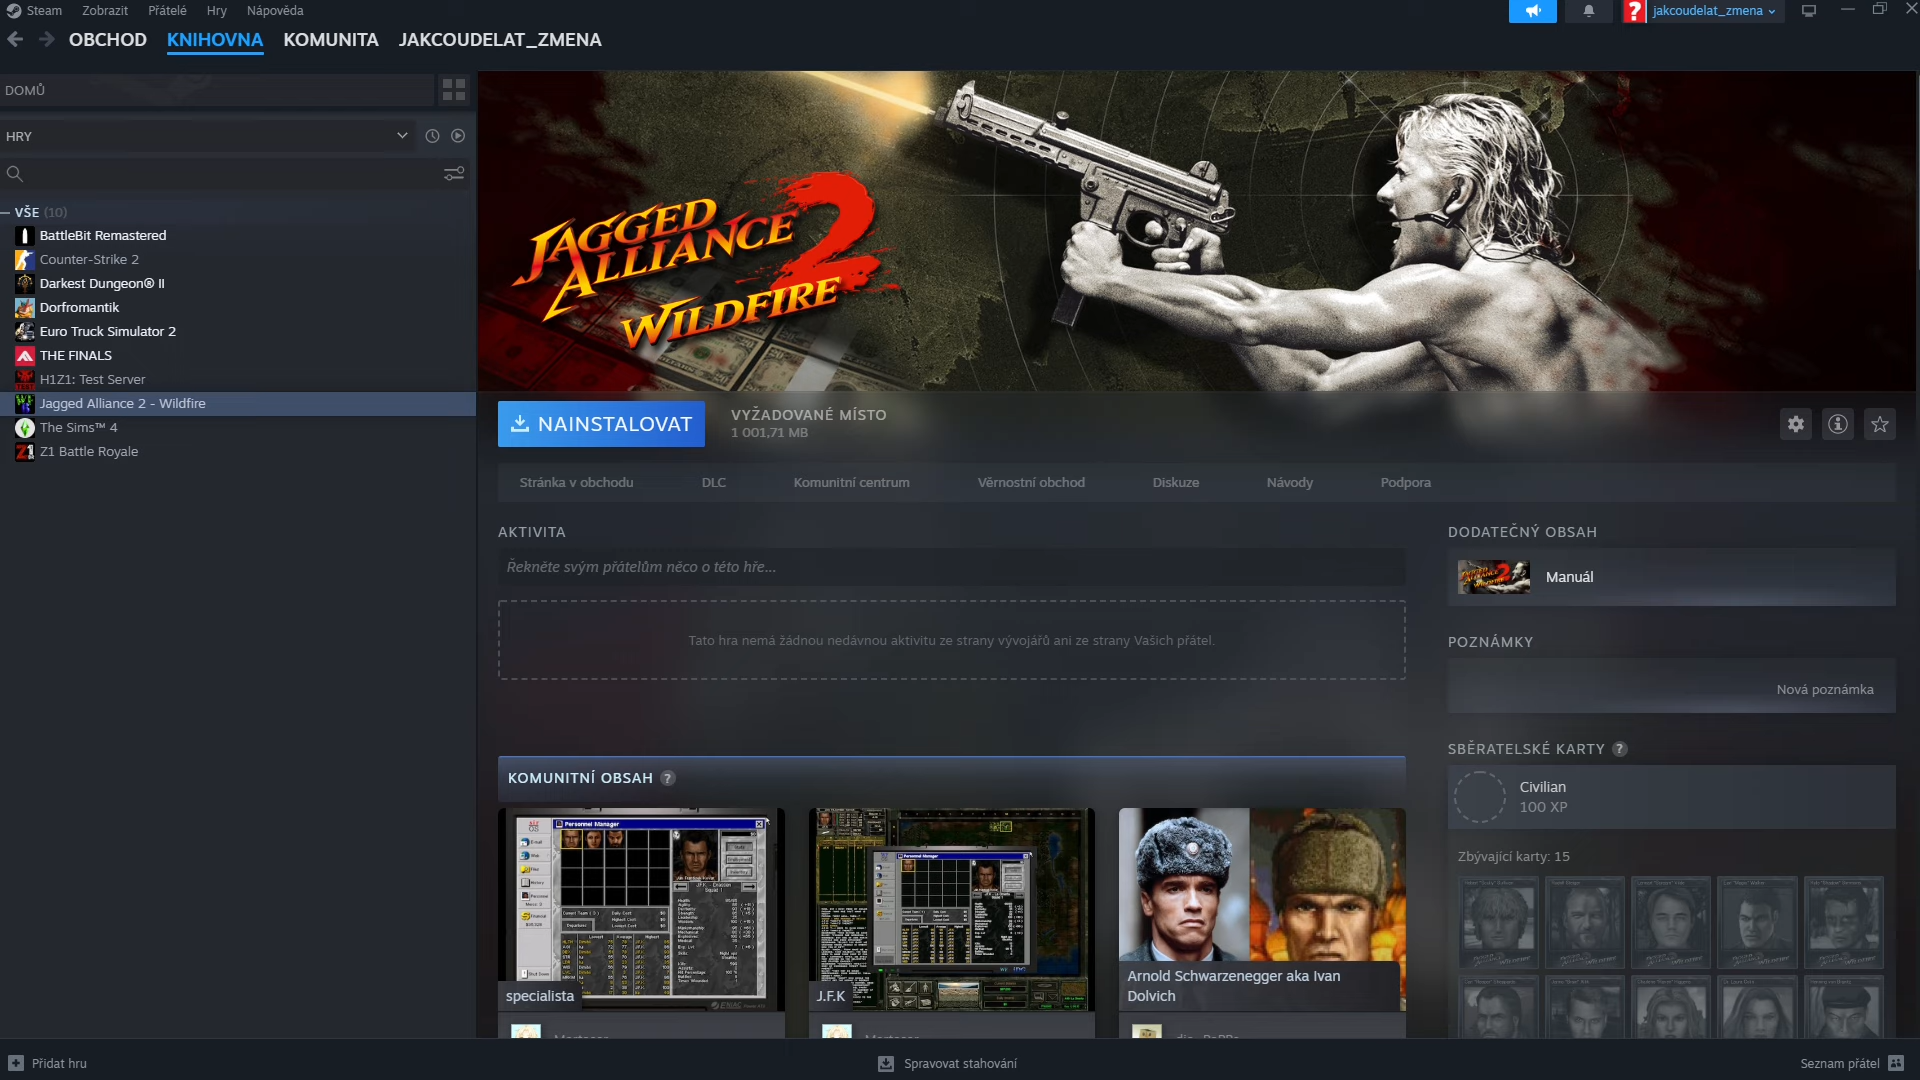 Steam
Zobrazit
Přátelé
Hry
Nápověda
jakcoudelat_zmena
OBCHOD
KNIHOVNA
KOMUNITA
JAKCOUDELAT_ZMENA
DOMŮ
HRY
VŠE (10)
BattleBit Remastered
Counter-Strike 2
Darkest Dungeon® II
Dorfromantik
Euro Truck Simulator 2
THE FINALS
H1Z1: Test Server
Jagged Alliance 2 - Wildfire
The Sims™ 4
Z1 Battle Royale
JAGGED
ALLIANCE 2
WILDFIRE
NAINSTALOVAT
VYŽADOVANÉ MÍSTO
1 001,71 MB
Stránka v obchodu
DLC
Komunitní centrum
Věrnostní obchod
Diskuze
Návody
Podpora
AKTIVITA
Řekněte svým přátelům něco o této hře...
Tato hra nemá žádnou nedávnou aktivitu ze strany vývojářů ani ze strany Vašich přátel.
DODATEČNÝ OBSAH
Manuál
POZNÁMKY
Nová poznámka
SBĚRATELSKÉ KARTY ?
Civilian
100 XP
Zbývající karty: 15
KOMUNITNÍ OBSAH ?
Personnel Manager
specialista
Personnel Manager
J.F.K
Arnold Schwarzenegger aka Ivan
Dolvich
Přidat hru
Spravovat stahování
Seznam přátel